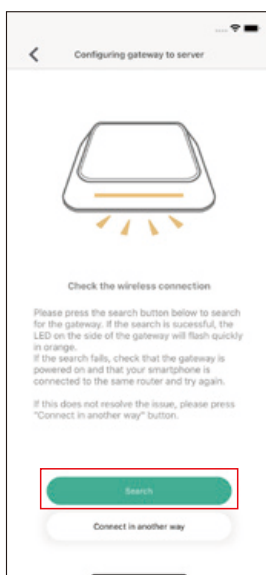 Configuring gateway to server
Check the wireless connection
Please press the search button below to search
for the gateway. If the search is sucessful, the
LED on the side of the gateway will flash quickly
in orange.
If the search fails, check that the gateway is
powered on and that your smartphone is
connected to the same router and try again.
If this does not resolve the issue, please press
"Connect in another way" button.
Search
Connect in another way